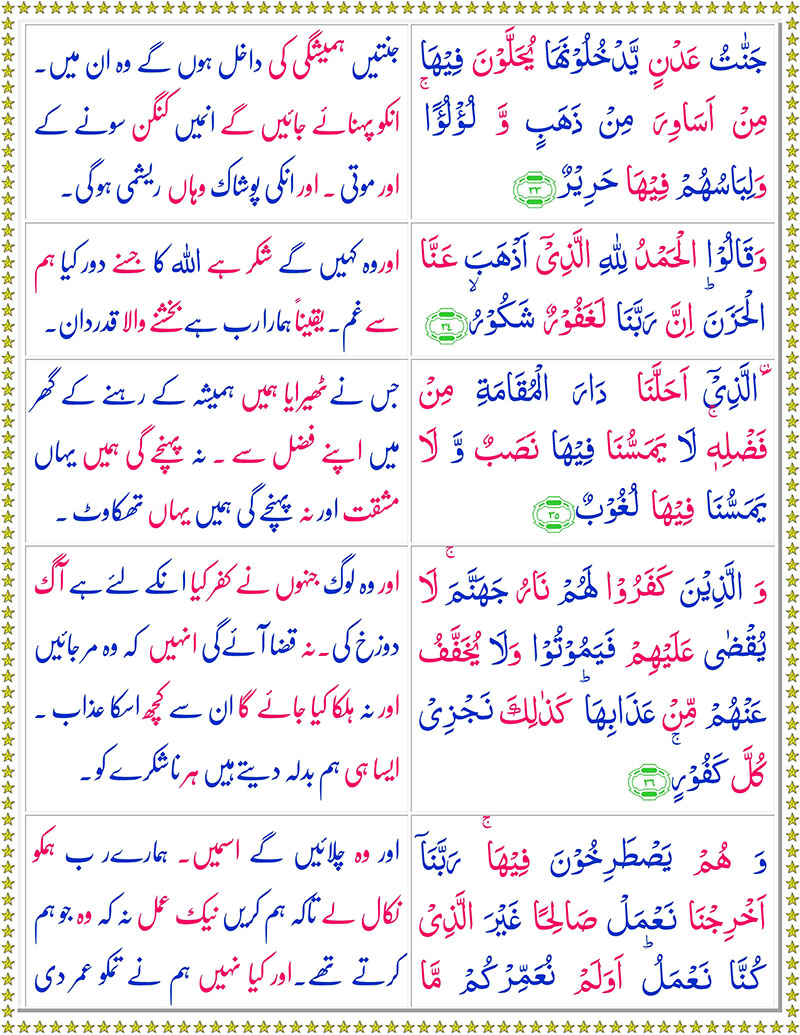 جَنّٰتُ عَدْنٍ يَّدْخُلُوْنَهَا يُحَلَّوْنَ فِيْهَا
مِنْ اَسَاوِرَ مِنْ ذَهَبٍ وَّ لُؤْلُؤًا ۚ
وَلِبَاسُهُمْ فِيْهَا حَرِيْرٌ ﴿٣٣﴾
جنتیں ہمیشگی کی داخل ہوں گے وہ ان میں۔
انکو پہنائے جائیں گے انمیں کنگن سونے کے
اور موتی ۔ اور انکی پوشاک وہاں ریشمی ہوگی۔
وَقَالُوا الْحَمْدُ لِلّٰهِ الَّذِيْٓ اَذْهَبَ عَنَّا
الْحَزَنَ ؕ اِنَّ رَبَّنَا لَغَفُوْرٌ شَكُوْرُ ۙ ﴿٣٤﴾
اور وہ کہیں گے شکر ہے اللہ کا جسنے دور کیا ہم
سے غم۔ یقیناً ہمارا رب ہے بخشنے والا قدردان۔
اۨلَّذِيْٓ اَحَلَّنَا دَارَ الْمُقَامَةِ مِنْ
فَضْلِهٖ ۚ لَا يَمَسُّنَا فِيْهَا نَصَبٌ وَّ لَا
يَمَسُّنَا فِيْهَا لُغُوْبٌ ﴿٣٥﴾
جس نے ٹھیرایا ہمیں ہمیشہ کے رہنے کے گھر
میں اپنے فضل سے ۔ نہ پہنچے گی ہمیں یہاں
مشقت اور نہ پہنچے گی ہمیں یہاں تھکاوٹ ۔
وَ الَّذِيْنَ كَفَرُوْا لَهُمْ نَارُ جَهَنَّمَ ۚ لَا
يُقْضٰى عَلَيْهِمْ فَيَمُوْتُوْا وَلَا يُخَفَّفُ
عَنْهُمْ مِّنْ عَذَابِهَا ؕ كَذٰلِكَ نَجْزِيْ
كُلَّ كَفُوْرٍ ۚ ﴿٣٦﴾
اور وہ لوگ جنہوں نے کفر کیا انکے لئے ہے آگ
دوزخ کی۔ نہ قضا آئے گی انہیں کہ وہ مرجائیں
اور نہ ہلکا کیا جائے گا ان سے کچھ اسکا عذاب ۔
ایسا ہی ہم بدلہ دیتے ہیں ہر ناشکرے کو۔
وَ هُمْ يَصْطَرِخُوْنَ فِيْهَا ۚ رَبَّنَآ
اَخْرِجْنَا نَعْمَلْ صَالِحًا غَيْرَ الَّذِيْ
كُنَّا نَعْمَلُ ؕ اَوَلَمْ نُعَمِّرْكُمْ مَّا
اور وہ چلائیں گے اسمیں۔ ہمارے رب ہمکو
نکال لے تاکہ ہم کریں نیک عمل نہ کہ وہ جو ہم
کرتے تھے۔ اور کیا نہیں ہم نے تمکو عمر دی